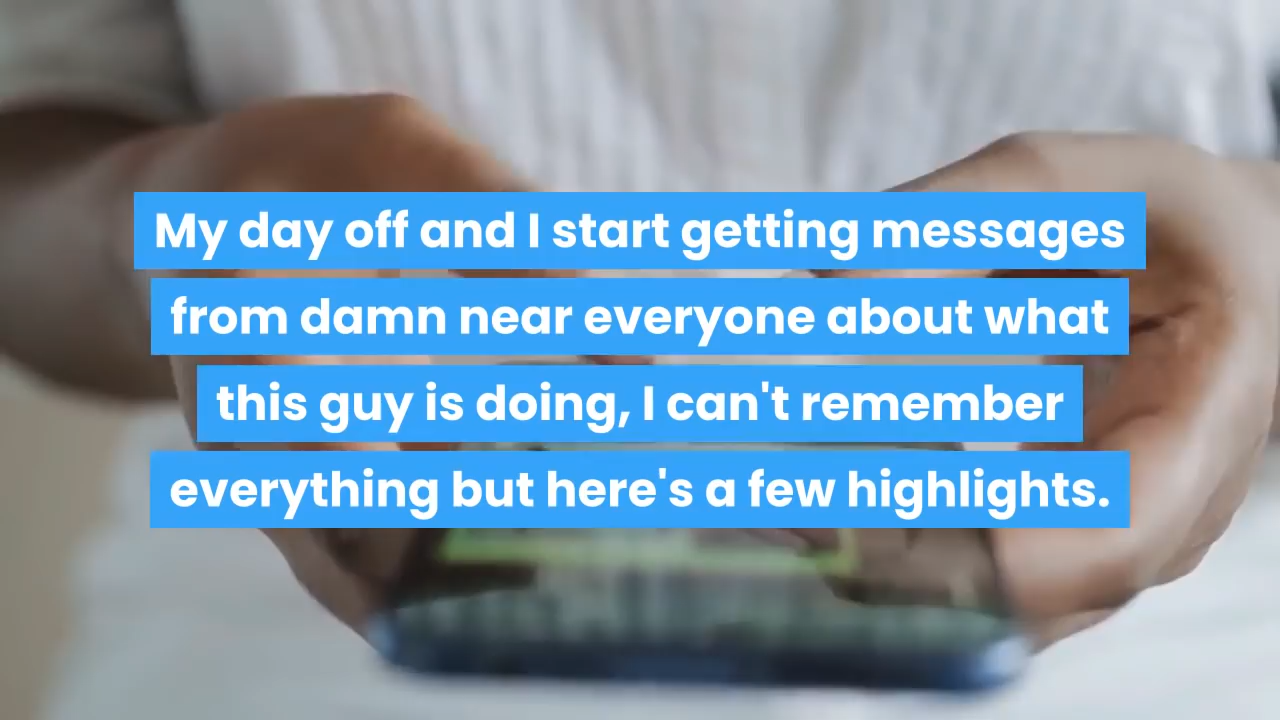 My day off and I start getting messages
from damn near everyone about what
this guy is doing, I can't remember
everything but here's a few highlights.